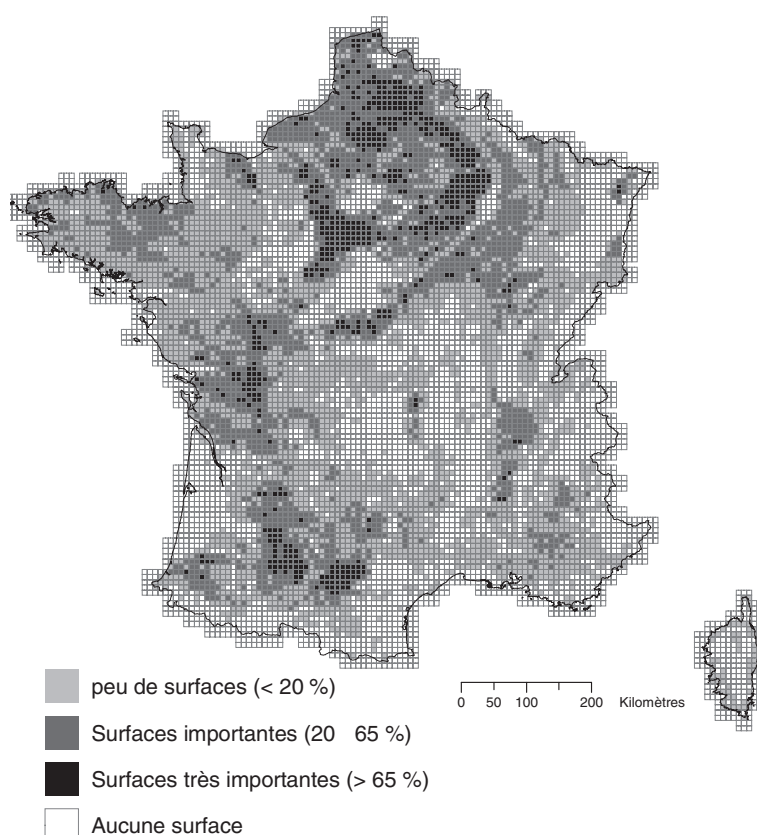 peu de surfaces (< 20 %)
Surfaces importantes (20 65 %)
Surfaces très importantes (> 65 %)
Aucune surface
0 50 100 200 Kilomètres